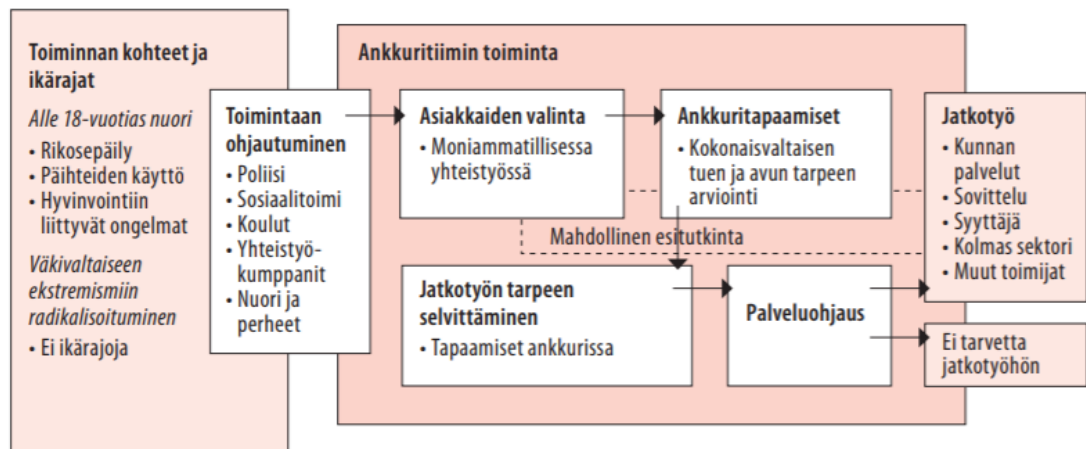 Toiminnan kohteet ja
ikärajat
Alle 18-vuotias nuori
• Rikosepäily
• Päihteiden käyttö
• Hyvinvointiin
liittyvät ongelmat
Väkivaltaiseen
ekstremismiin
radikalisoituminen
• Ei ikärajoja
Toimintaan
ohjautuminen
• Poliisi
• Sosiaalitoimi
• Koulut
• Yhteistyö-
kumppanit
• Nuori ja
perheet
Ankkuritiimin toiminta
Asiakkaiden valinta
• Moniammatillisessa
yhteistyössä
Ankkuritapaamiset
• Kokonaisvaltaisen
tuen ja avun tarpeen
arviointi
Mahdollinen esitutkinta
Jatkotyön tarpeen
selvittäminen
• Tapaamiset ankkurissa
Palveluohjaus
Jatkotyö
• Kunnan
palvelut
• Sovittelu
• Syyttäjä
• Kolmas sektori
• Muut toimijat
Ei tarvetta
jatkotyöhön